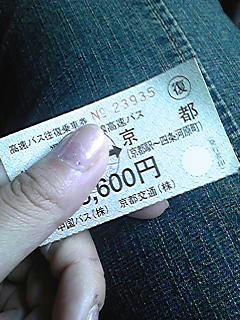 高速バス往復乗車券 No 23935 復
高速バス
京都
(京都駅~四条河原町)
,600円
中国バス(株) 京都交通(株)